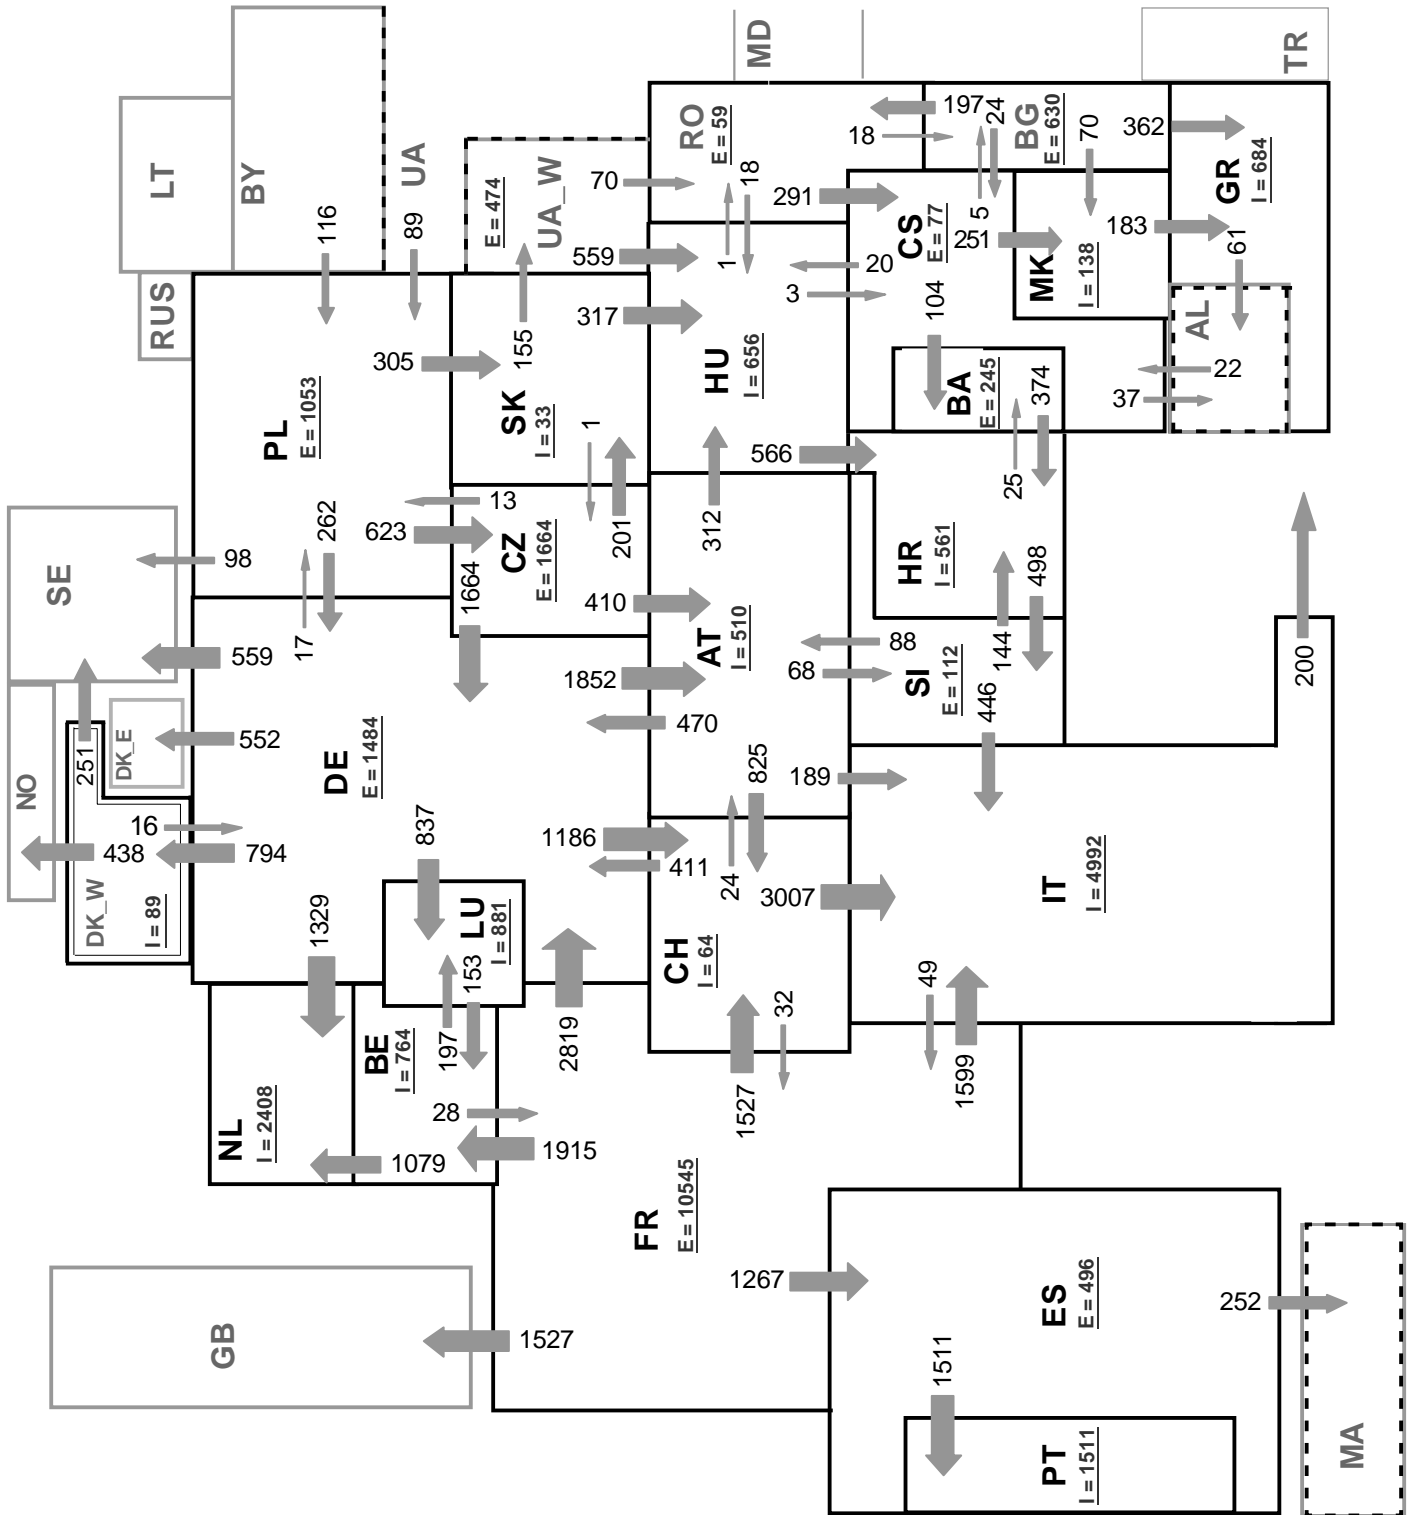 MD
TR
LT
BY
UA
RUS
116
89
UA_W
E = 474
70
RO
E = 59
18
1
18
197
24
BG
E = 630
70
362
GR
I = 684
61
291
CS
E = 77
5
251
MK
I = 138
183
AL
22
37
559
317
HU
I = 656
20
3
104
BA
E = 245
374
25
305
155
SK
I = 33
1
201
PL
E = 1053
262
17
98
SE
559
251
13
623
CZ
E = 1664
1664
312
566
HR
I = 561
498
144
410
AT
I = 510
88
68
SI
E = 112
446
200
1852
470
825
189
24
NO
DK_E
552
16
438
794
DK_W
I = 89
DE
E = 1484
837
1186
411
3007
IT
I = 4992
1329
LU
I = 881
153
197
2819
CH
I = 64
32
1527
49
1599
NL
I = 2408
BE
I = 764
28
1915
1079
FR
E = 10545
1267
GB
1527
ES
E = 496
252
1511
PT
I = 1511
MA